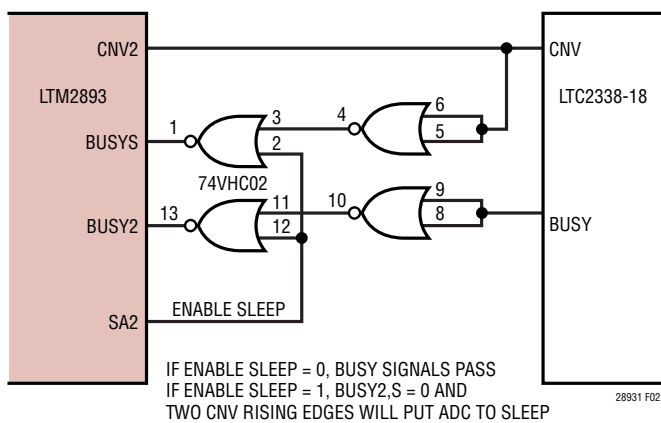 CNV2
CNV
LTM2893
LTC2338-18
BUSYS
1
3
2
4
6
5
74VHC02
BUSY2
13
11
12
10
9
8
BUSY
SA2
ENABLE SLEEP
IF ENABLE SLEEP = 0, BUSY SIGNALS PASS
IF ENABLE SLEEP = 1, BUSY2,S = 0 AND
TWO CNV RISING EDGES WILL PUT ADC TO SLEEP
28931 F02